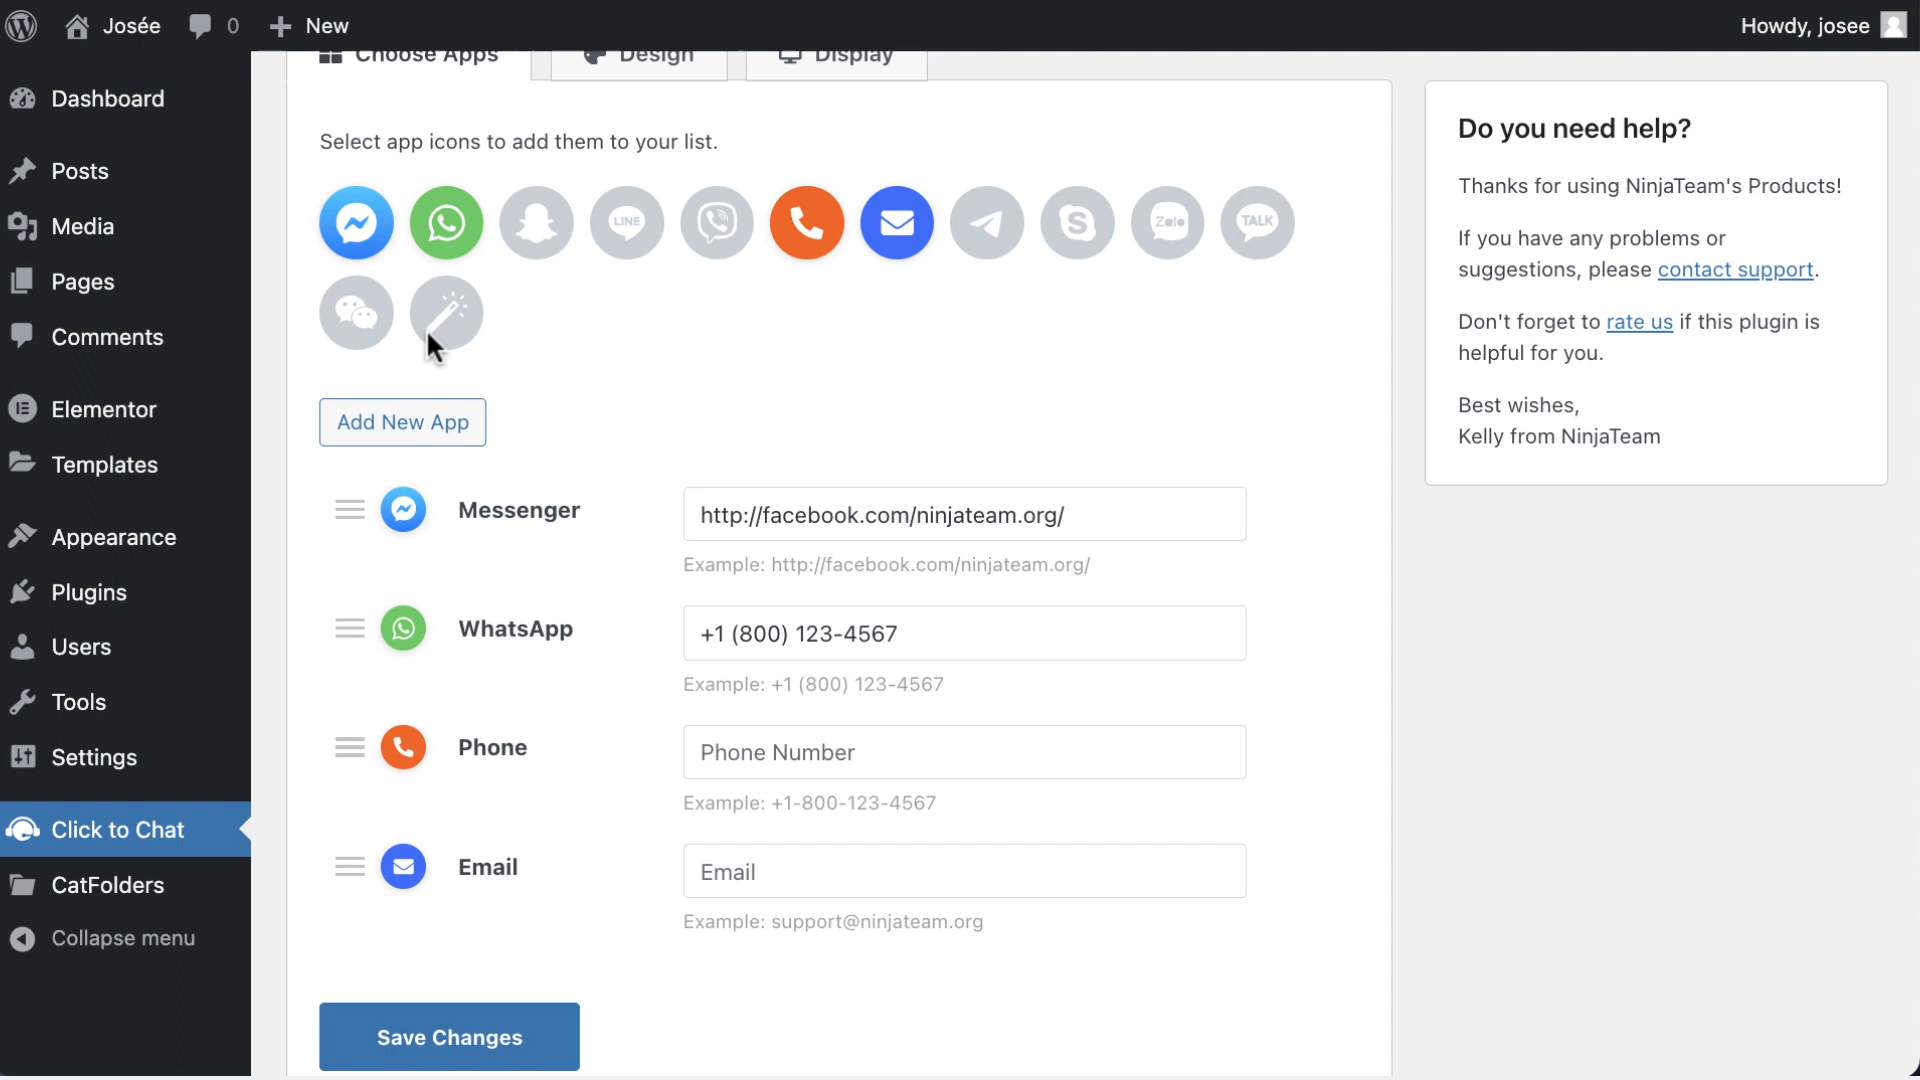 Josée
0
New
Howdy, josee
Dashboard
Posts
Media
Pages
Comments
Elementor
Templates
Appearance
Plugins
Users
Tools
Settings
Click to Chat
CatFolders
Collapse menu
Choose Apps
Design
Display
Select app icons to add them to your list.
LINE
Zalo
TALK
Add New App
Messenger
http://facebook.com/ninjateam.org/
Example: http://facebook.com/ninjateam.org/
WhatsApp
+1 (800) 123-4567
Example: +1 (800) 123-4567
Phone
Phone Number
Example: +1-800-123-4567
Email
Email
Example: support@ninjateam.org
Save Changes
Do you need help?
Thanks for using NinjaTeam's Products!
If you have any problems or
suggestions, please contact support.
Don't forget to rate us if this plugin is
helpful for you.
Best wishes,
Kelly from NinjaTeam